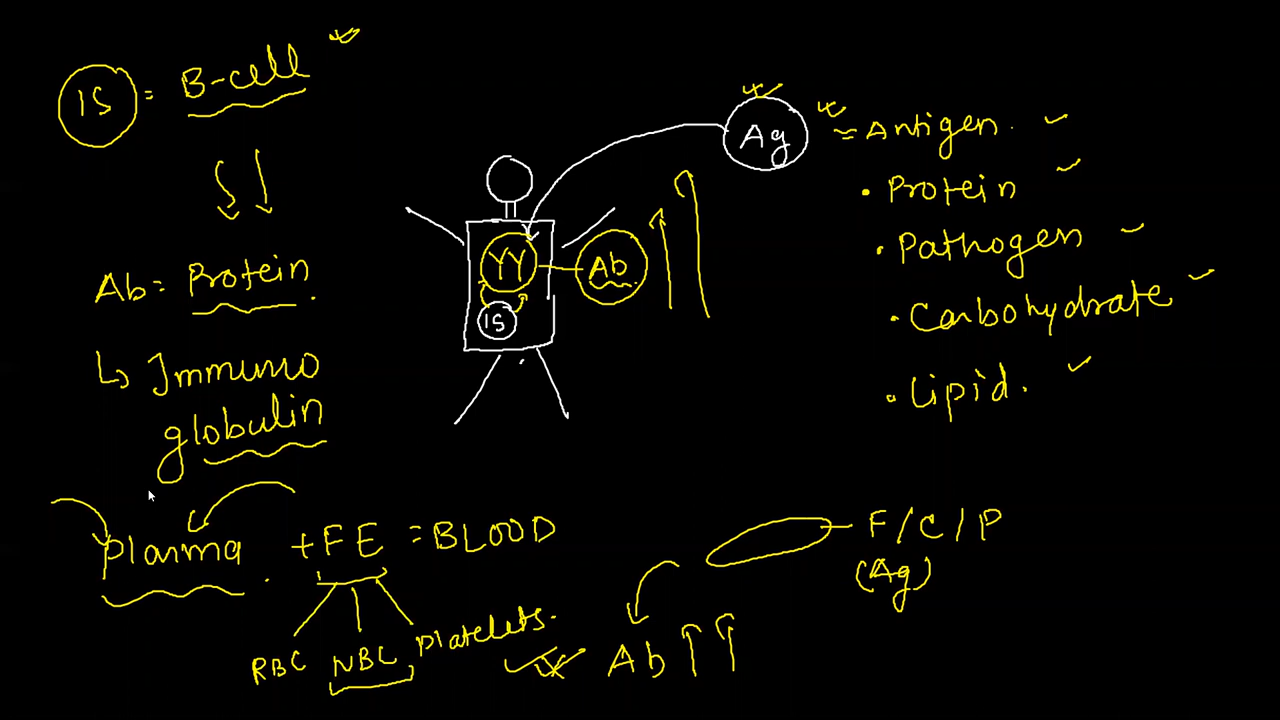 IS = B-cell
Ag = Antigen.
• Protein
• Pathogen
• Carbohydrate
• Lipid.
YY
Ab
IS
Ab = Protein.
↳ Immuno
globulin
Plasma + FE = BLOOD
RBC WBC Platelets.
F/C/P
(Ag)
Ab ↑↑